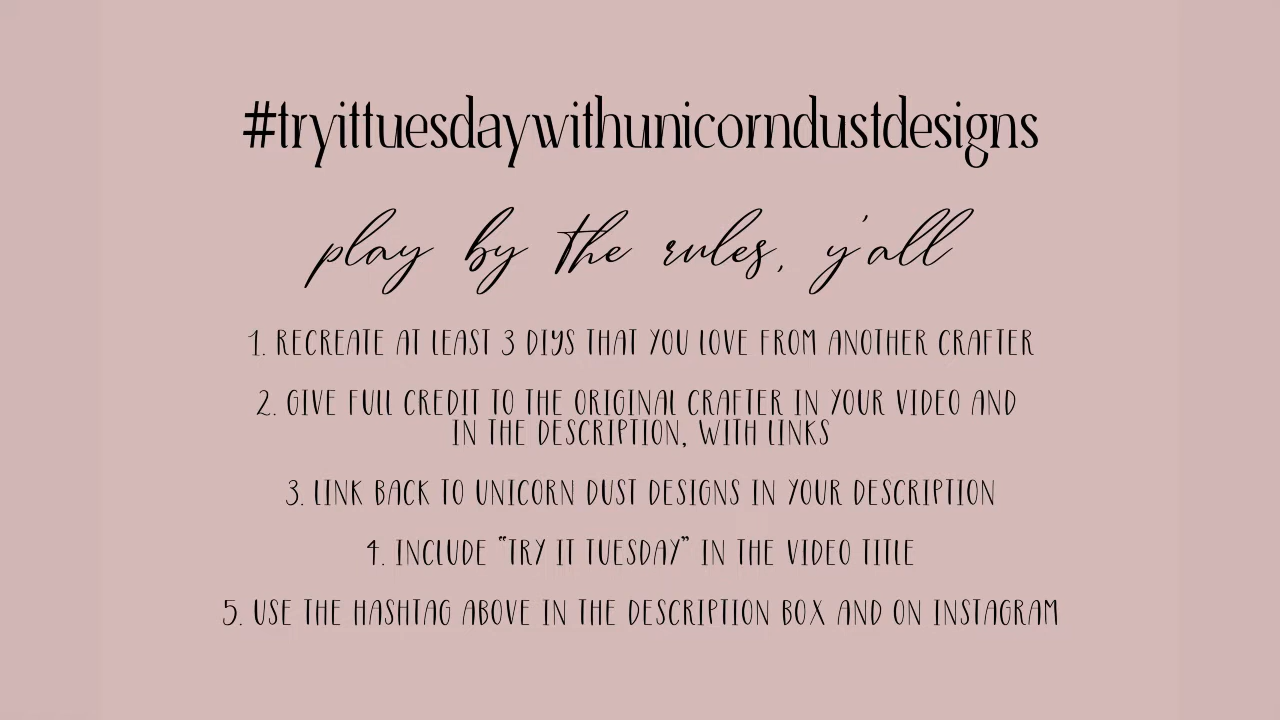 #tryittuesdaywithunicorndustdesigns
play by the rules, y'all
1. RECREATE AT LEAST 3 DIYS THAT YOU LOVE FROM ANOTHER CRAFTER
2. GIVE FULL CREDIT TO THE ORIGINAL CRAFTER IN YOUR VIDEO AND
IN THE DESCRIPTION, WITH LINKS
3. LINK BACK TO UNICORN DUST DESIGNS IN YOUR DESCRIPTION
4. INCLUDE "TRY IT TUESDAY" IN THE VIDEO TITLE
5. USE THE HASHTAG ABOVE IN THE DESCRIPTION BOX AND ON INSTAGRAM